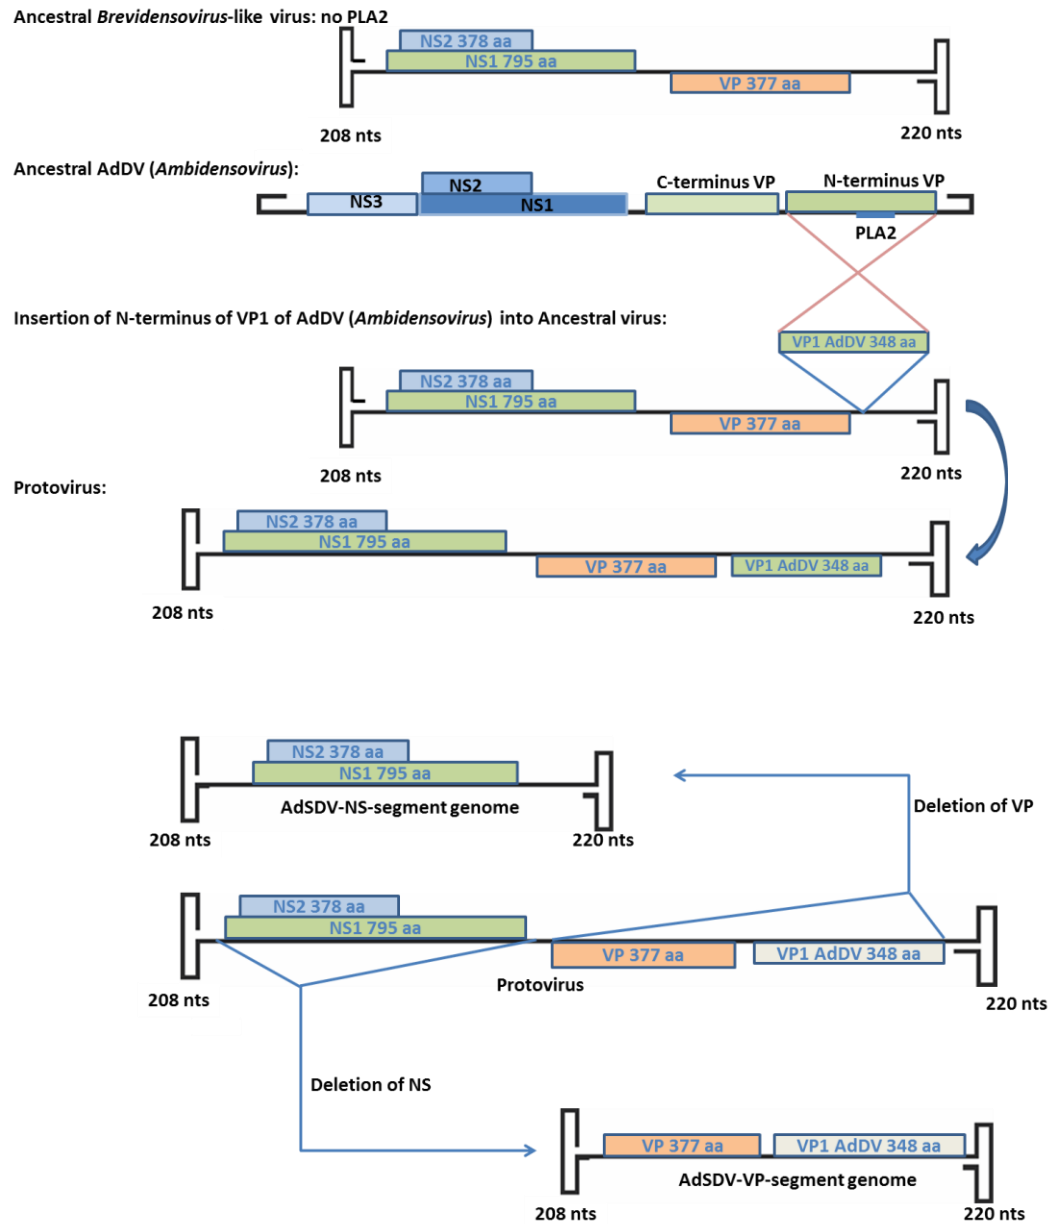 Ancestral Brevidensovirus-like virus: no PLA2
NS2 378 aa
NS1 795 aa
VP 377 aa
208 nts
220 nts
Ancestral AdDV (Ambidensovirus):
NS3
NS2
NS1
C-terminus VP
N-terminus VP
PLA2
Insertion of N-terminus of VP1 of AdDV (Ambidensovirus) into Ancestral virus:
VP1 AdDV 348 aa
NS2 378 aa
NS1 795 aa
VP 377 aa
208 nts
220 nts
Protovirus:
NS2 378 aa
NS1 795 aa
VP 377 aa
VP1 AdDV 348 aa
208 nts
220 nts
NS2 378 aa
NS1 795 aa
AdSDV-NS-segment genome
208 nts
220 nts
Deletion of VP
NS2 378 aa
NS1 795 aa
VP 377 aa
VP1 AdDV 348 aa
Protovirus
208 nts
220 nts
Deletion of NS
VP 377 aa
VP1 AdDV 348 aa
AdSDV-VP-segment genome
208 nts
220 nts